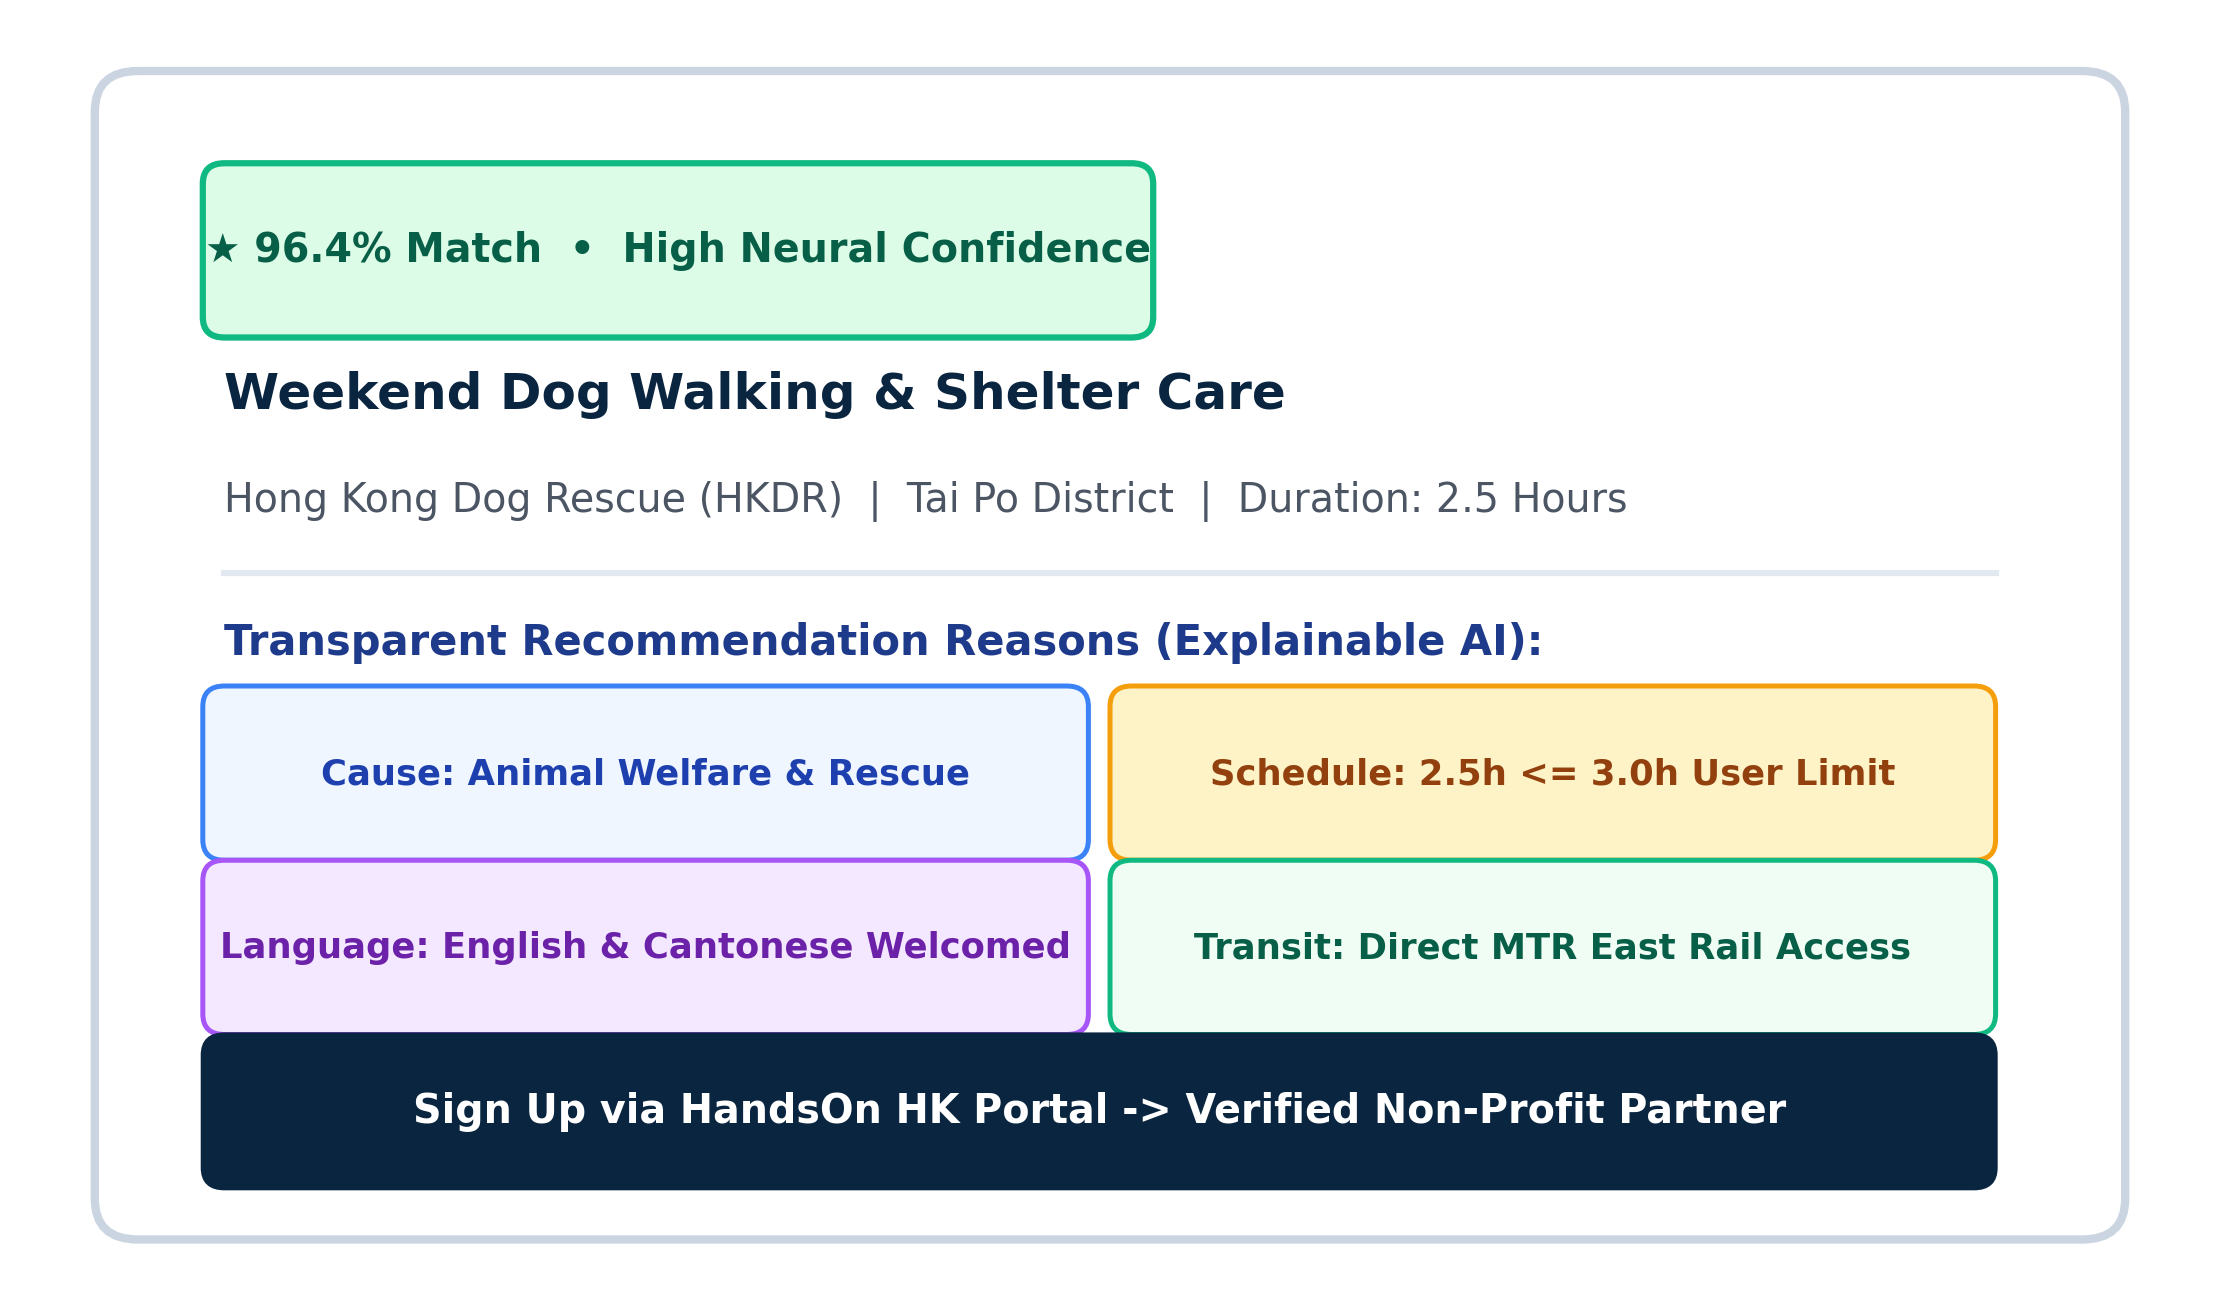 ★ 96.4% Match • High Neural Confidence
Weekend Dog Walking & Shelter Care
Hong Kong Dog Rescue (HKDR) | Tai Po District | Duration: 2.5 Hours
Transparent Recommendation Reasons (Explainable AI):
Cause: Animal Welfare & Rescue
Schedule: 2.5h <= 3.0h User Limit
Language: English & Cantonese Welcomed
Transit: Direct MTR East Rail Access
Sign Up via HandsOn HK Portal -> Verified Non-Profit Partner